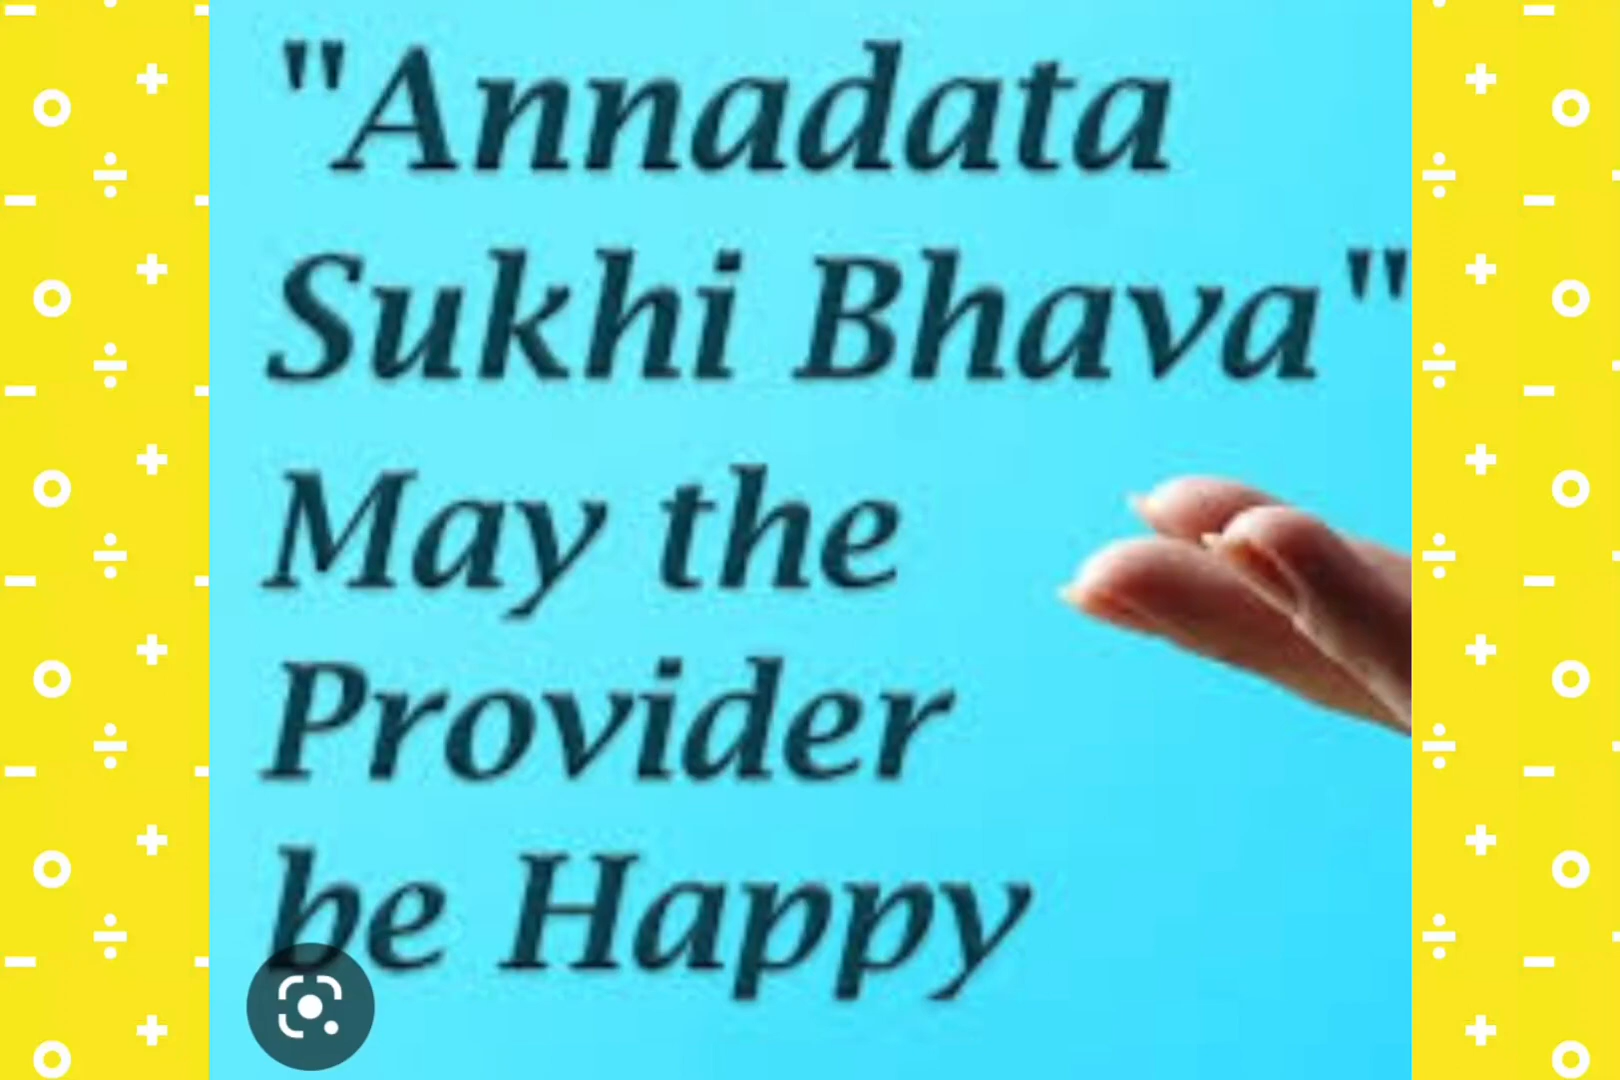 "Annadata
Sukhi Bhava"
May the
Provider
be Happy